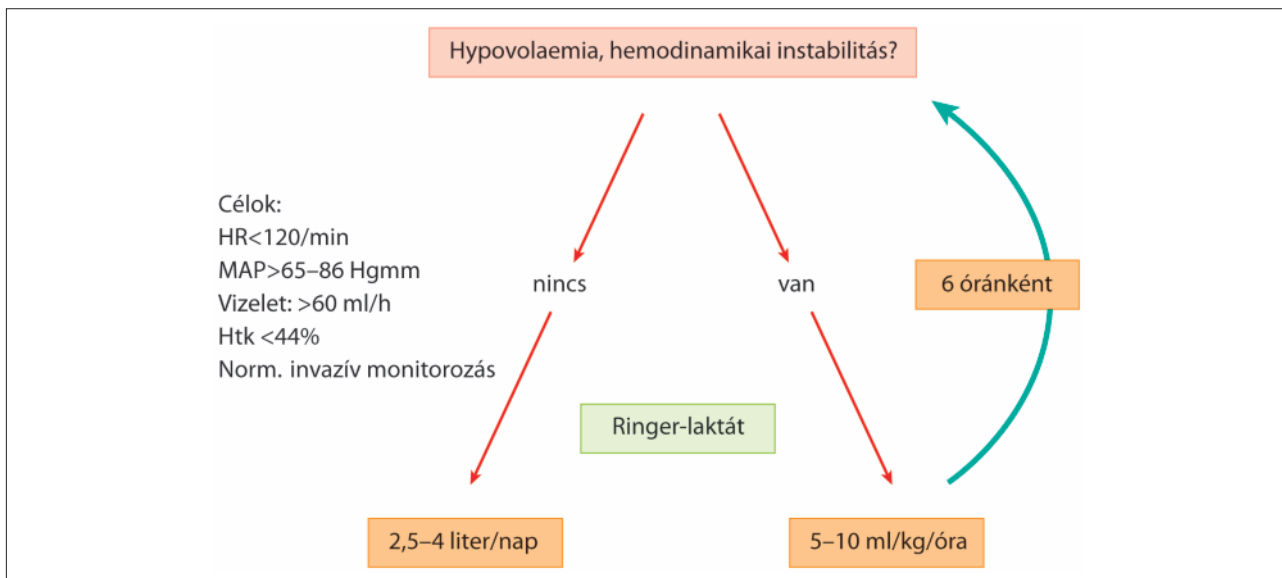 Hypovolaemia, hemodinamikai instabilitás?
Célok:
HR<120/min
MAP>65–86 Hgmm
Vizelet: >60 ml/h
Htk <44%
Norm. invazív monitorozás
nincs
van
6 óránként
Ringer-laktát
2,5–4 liter/nap
5–10 ml/kg/óra